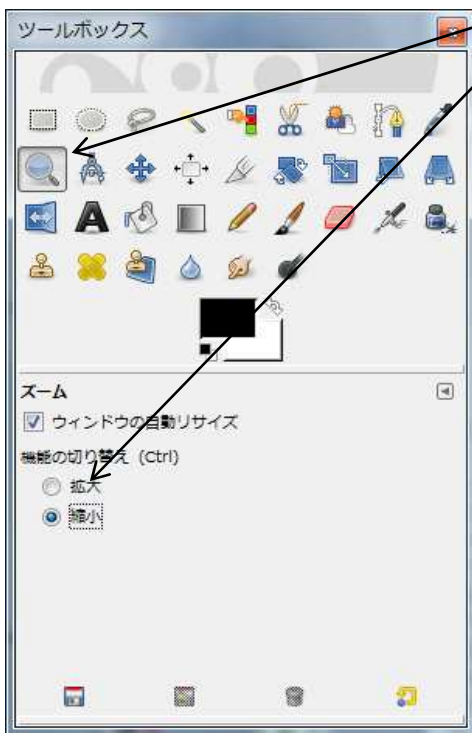 ツールボックス
ズーム
ウィンドウの自動リサイズ
機能の切り替え (Ctrl)
拡大
縮小